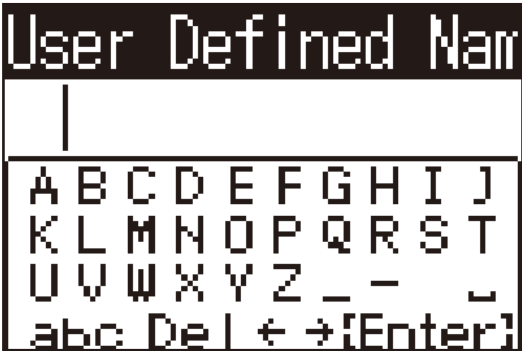 User Defined Nam
A B C D E F G H I J
K L M N O P Q R S T
U V W X Y Z _ - ␣
abc Del ← → [Enter]